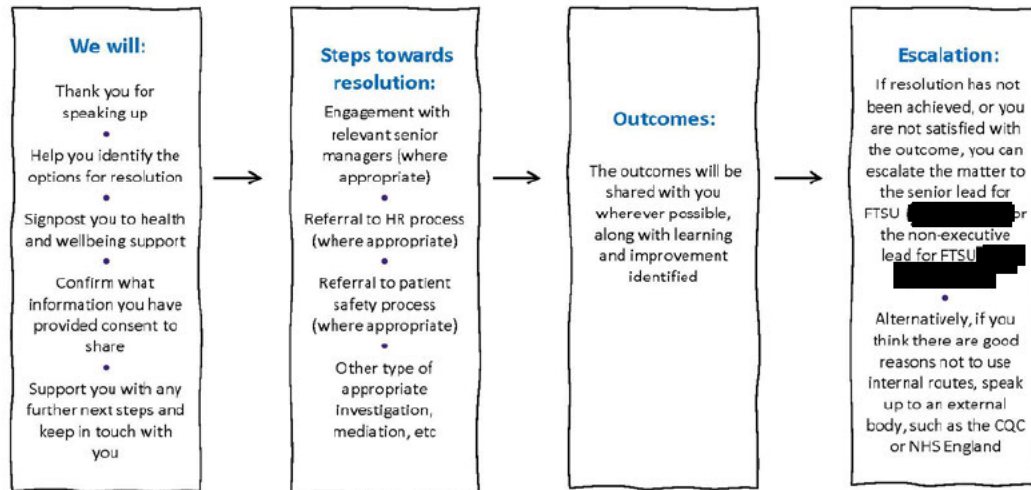 We will:
Thank you for
speaking up
•
Help you identify the
options for resolution
•
Signpost you to health
and wellbeing support
•
Confirm what
information you have
provided consent to
share
•
Support you with any
further next steps and
keep in touch with
you
Steps towards
resolution:
Engagement with
relevant senior
managers (where
appropriate)
•
Referral to HR process
(where appropriate)
•
Referral to patient
safety process
(where appropriate)
•
Other type of
appropriate
investigation,
mediation, etc
Outcomes:
The outcomes will be
shared with you
wherever possible,
along with learning
and improvement
identified
Escalation:
If resolution has not
been achieved, or you
are not satisfied with
the outcome, you can
escalate the matter to
the senior lead for
FTSU ( or
the non-executive
lead for FTSU
•
Alternatively, if you
think there are good
reasons not to use
internal routes, speak
up to an external
body, such as the CQC
or NHS England